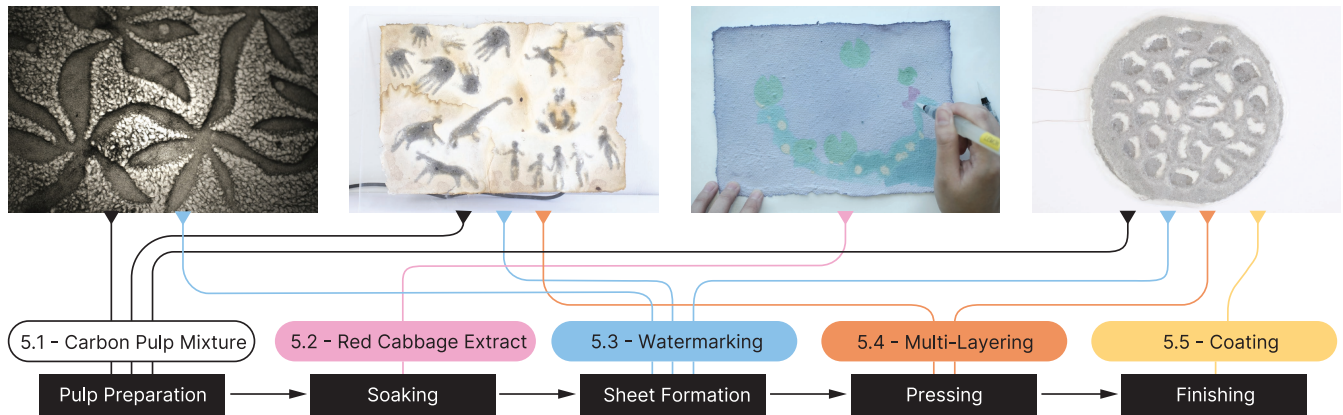 5.1 - Carbon Pulp Mixture
5.2 - Red Cabbage Extract
5.3 - Watermarking
5.4 - Multi-Layering
5.5 - Coating
Pulp Preparation
Soaking
Sheet Formation
Pressing
Finishing